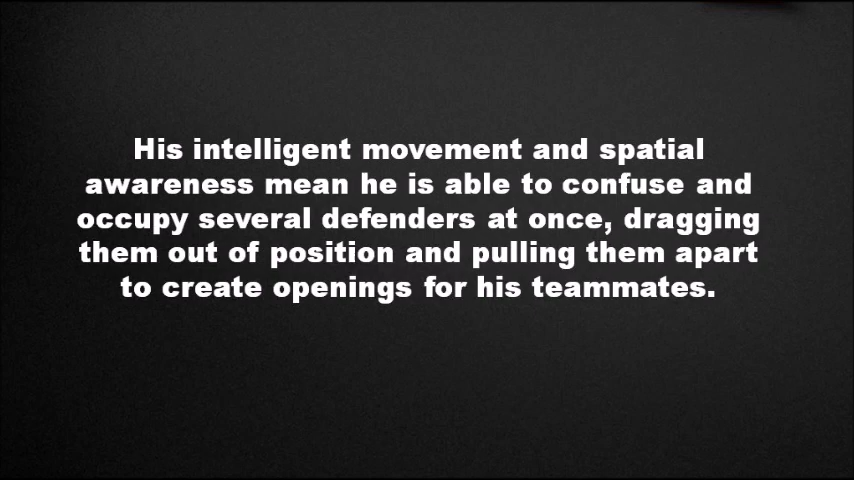 His intelligent movement and spatial
awareness mean he is able to confuse and
occupy several defenders at once, dragging
them out of position and pulling them apart
to create openings for his teammates.